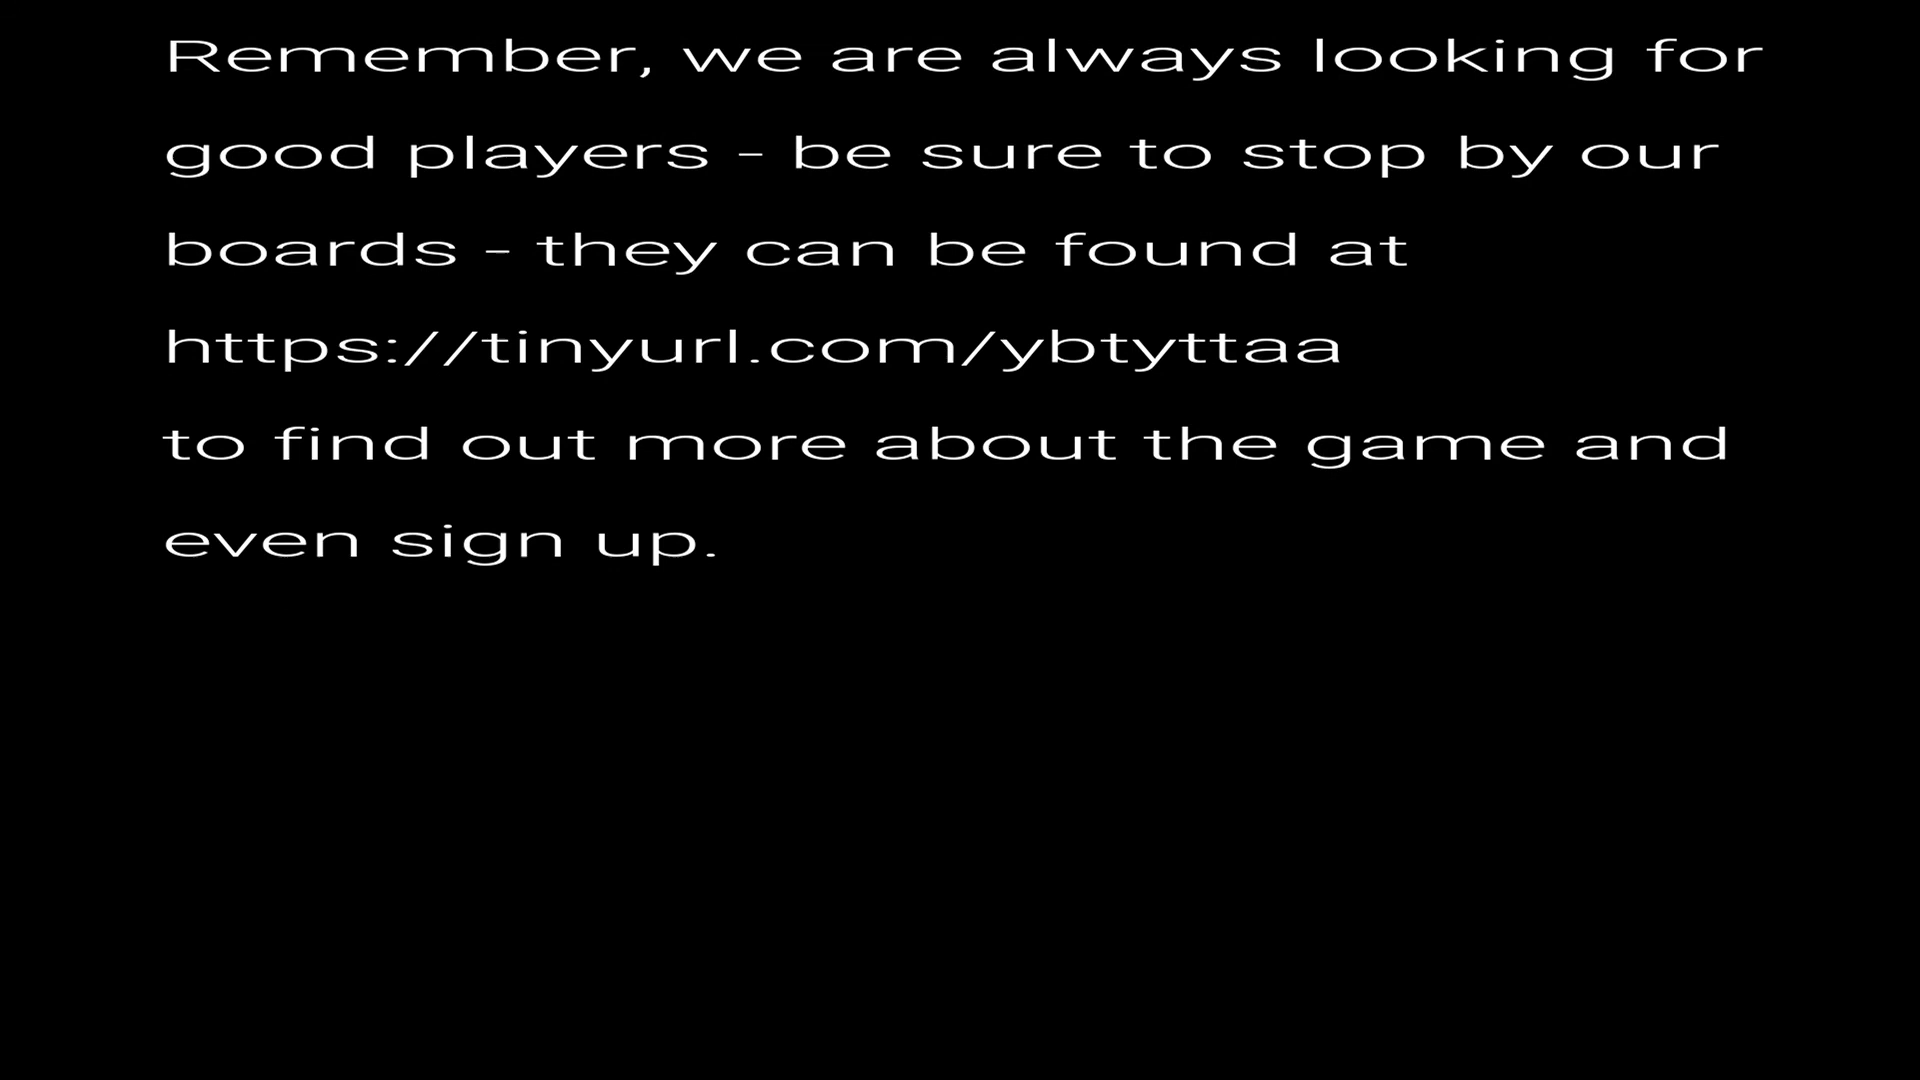 Remember, we are always looking for
good players - be sure to stop by our
boards - they can be found at
https://tinyurl.com/ybtyttaa
to find out more about the game and
even sign up.